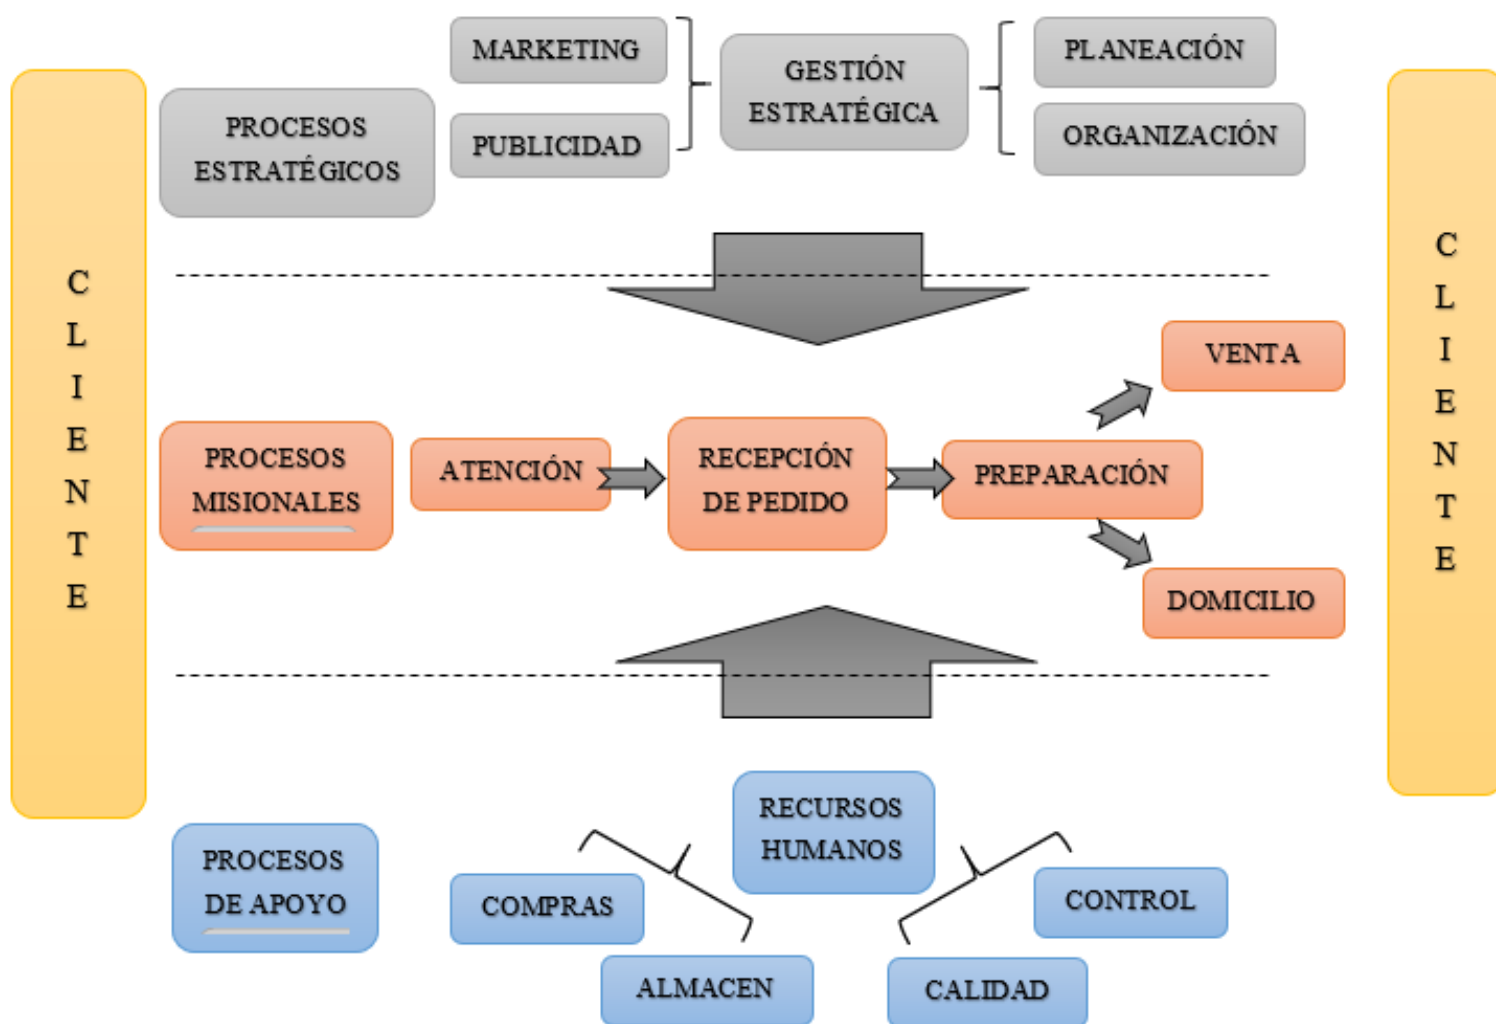 C
L
I
E
N
T
E
PROCESOS
ESTRATÉGICOS
MARKETING
PUBLICIDAD
GESTIÓN
ESTRATÉGICA
PLANEACIÓN
ORGANIZACIÓN
PROCESOS
MISIONALES
ATENCIÓN
RECEPCIÓN
DE PEDIDO
PREPARACIÓN
VENTA
DOMICILIO
PROCESOS
DE APOYO
RECURSOS
HUMANOS
COMPRAS
ALMACEN
CALIDAD
CONTROL
C
L
I
E
N
T
E